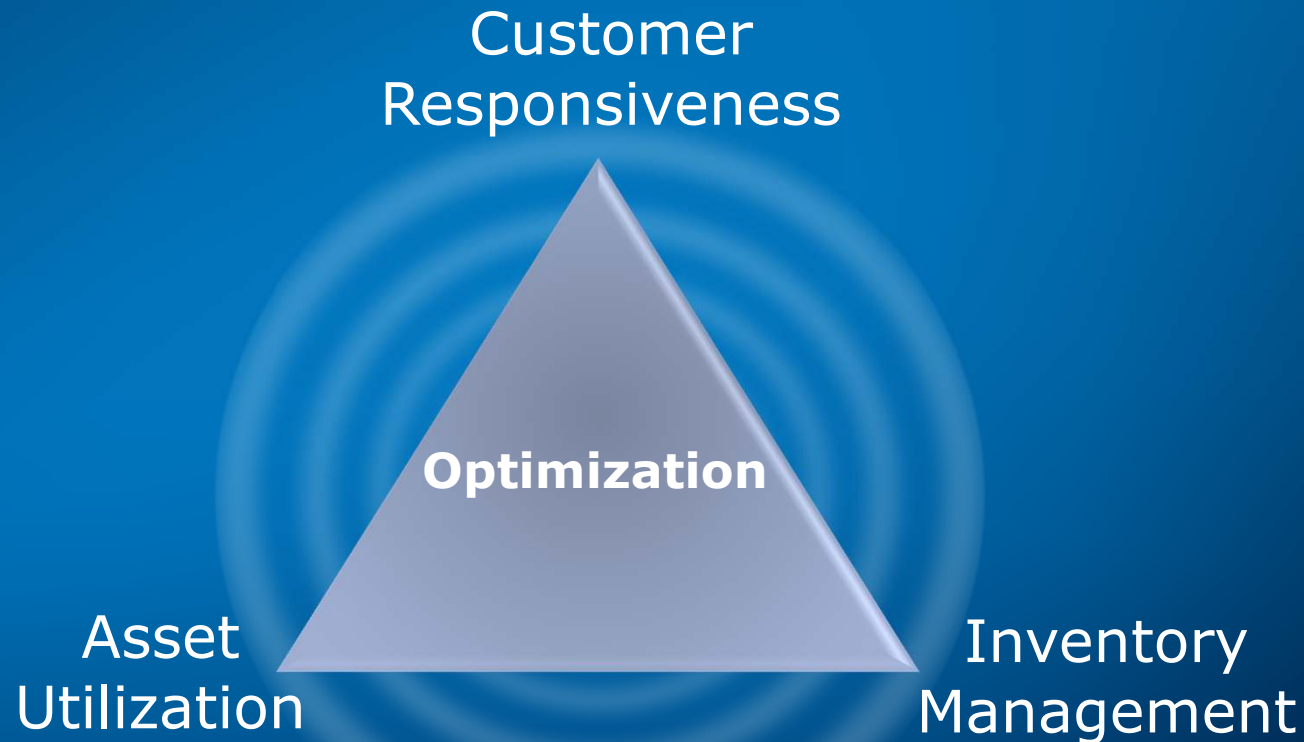 Customer
Responsiveness
Optimization
Asset
Utilization
Inventory
Management